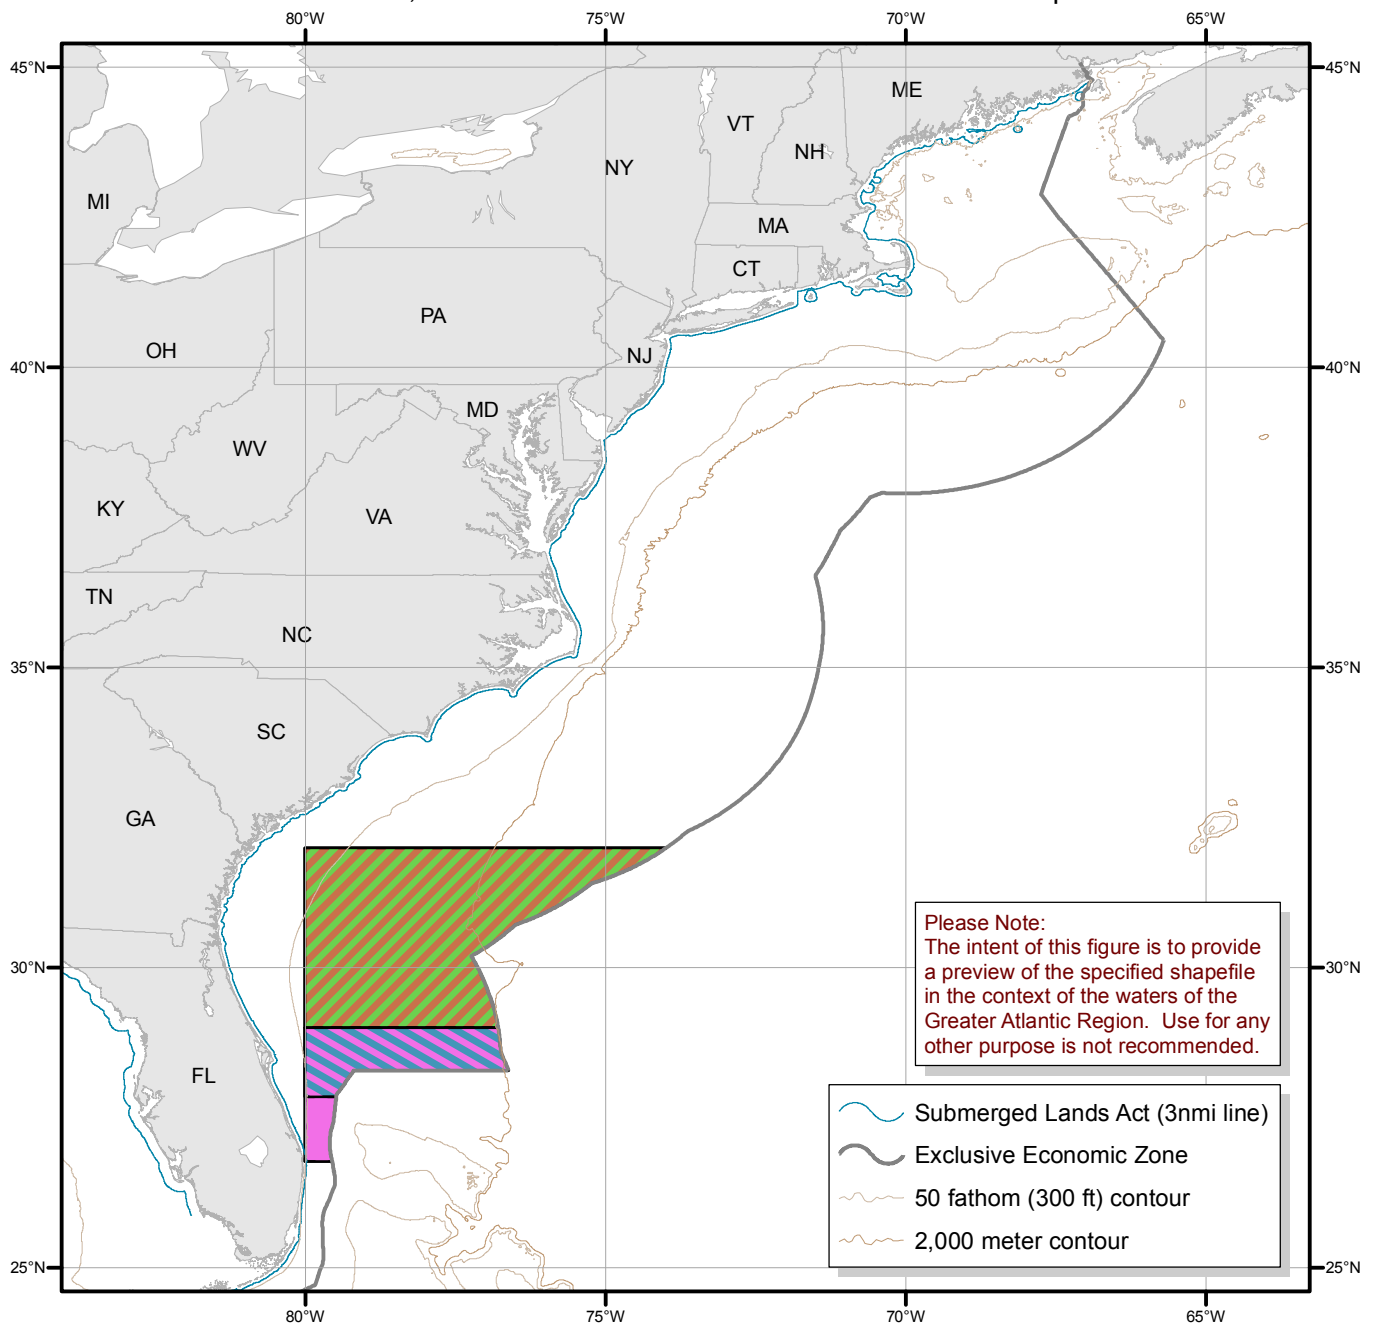 80°W 75°W 70°W 65°W
45°N 45°N
ME
VT
NH
NY
MI
MA
CT
PA
OH
NJ
40°N 40°N
MD
WV
KY
VA
TN
NC
35°N 35°N
SC
GA
Please Note:
The intent of this figure is to provide
a preview of the specified shapefile
in the context of the waters of the
Greater Atlantic Region. Use for any
other purpose is not recommended.
30°N 30°N
FL
Submerged Lands Act (3nmi line)
Exclusive Economic Zone
50 fathom (300 ft) contour
2,000 meter contour
25°N 25°N
80°W 75°W 70°W 65°W